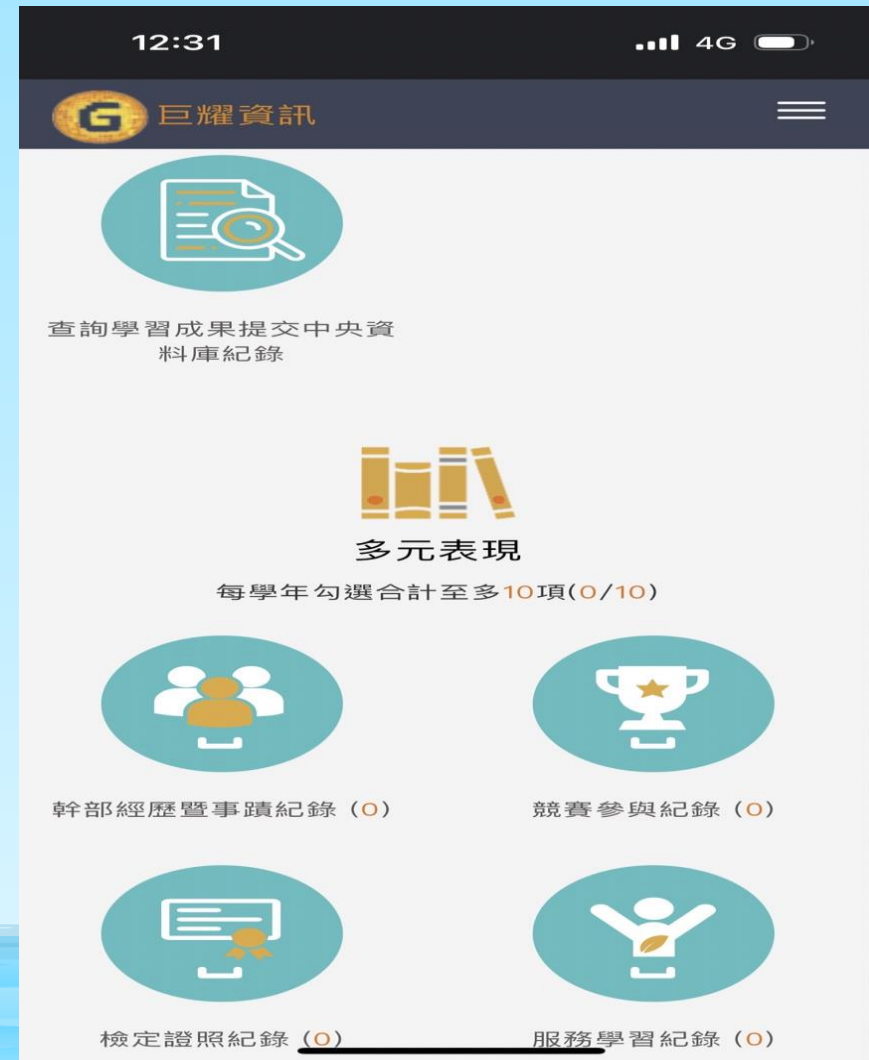 12:31 4G
G 巨耀資訊
查詢學習成果提交中央資
料庫紀錄
多元表現
每學年勾選合計至多10項(0/10)
幹部經歷暨事蹟紀錄 (0) 競賽參與紀錄 (0)
檢定證照紀錄 (0) 服務學習紀錄 (0)